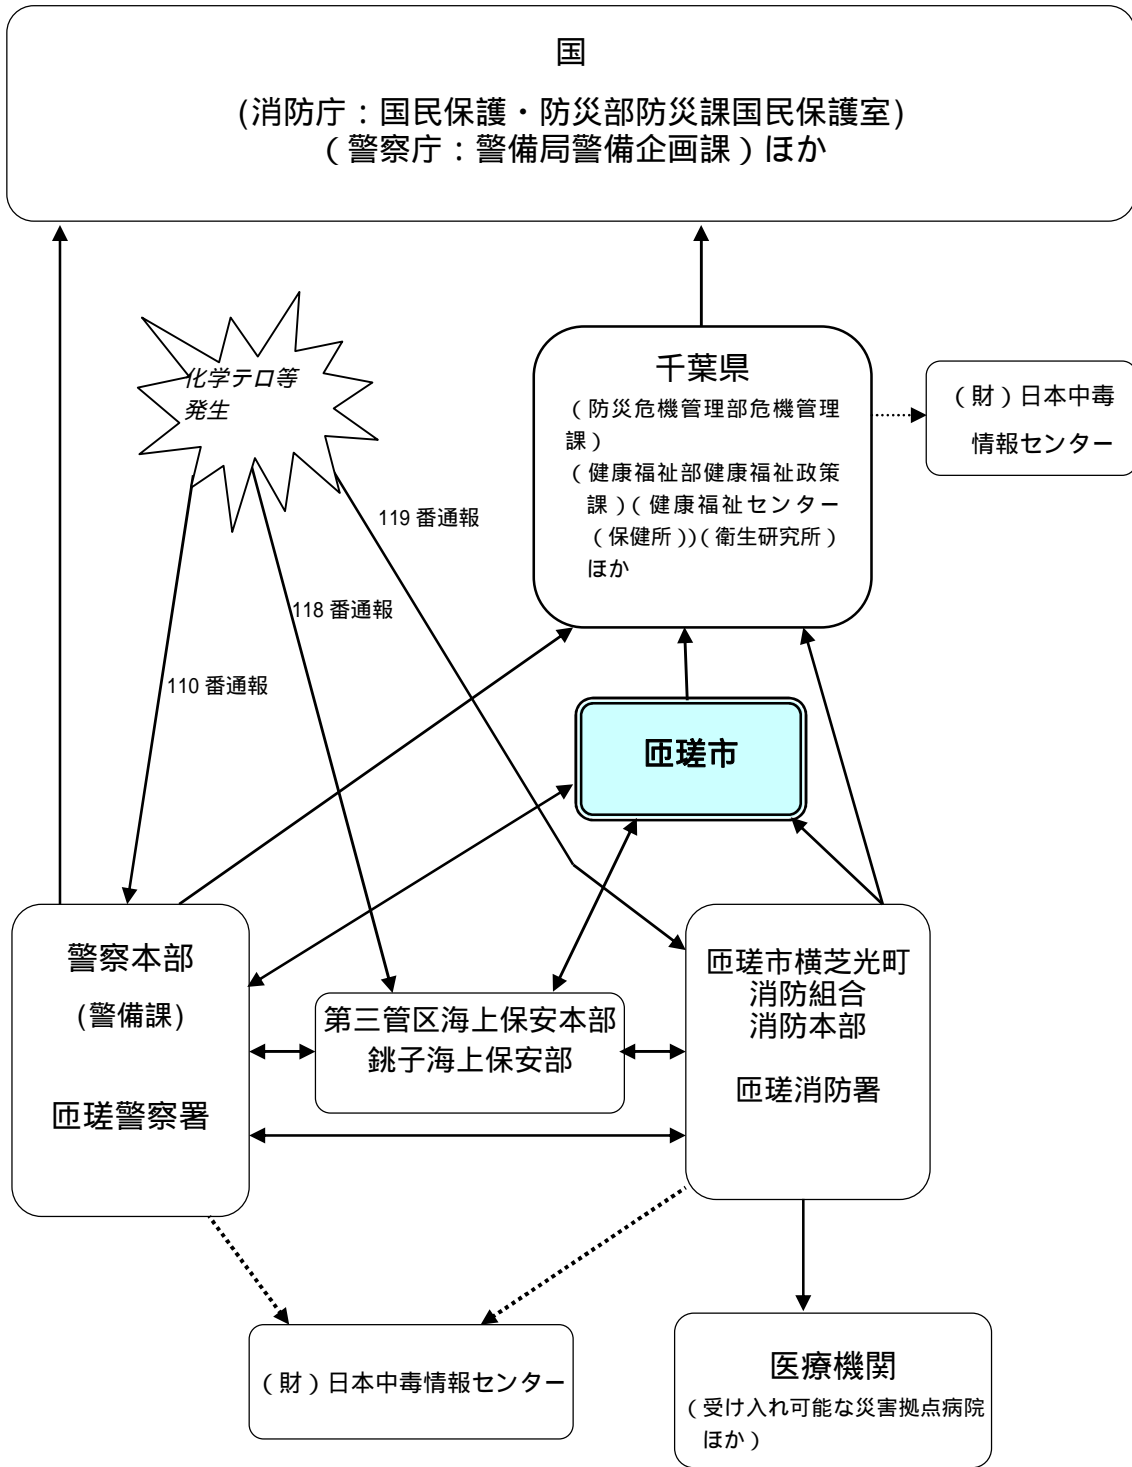 国
(消防庁：国民保護・防災部防災課国民保護室)
（警察庁：警備局警備企画課）ほか
化学テロ等
発生
千葉県
（防災危機管理部危機管理
課）
（健康福祉部健康福祉政策
課）（健康福祉センター
（保健所））（衛生研究所）
ほか
（財）日本中毒
情報センター
119 番通報
118 番通報
110 番通報
匝瑳市
警察本部
(警備課)
匝瑳警察署
第三管区海上保安本部
銚子海上保安部
匝瑳市横芝光町
消防組合
消防本部
匝瑳消防署
（財）日本中毒情報センター
医療機関
（受け入れ可能な災害拠点病院
ほか）